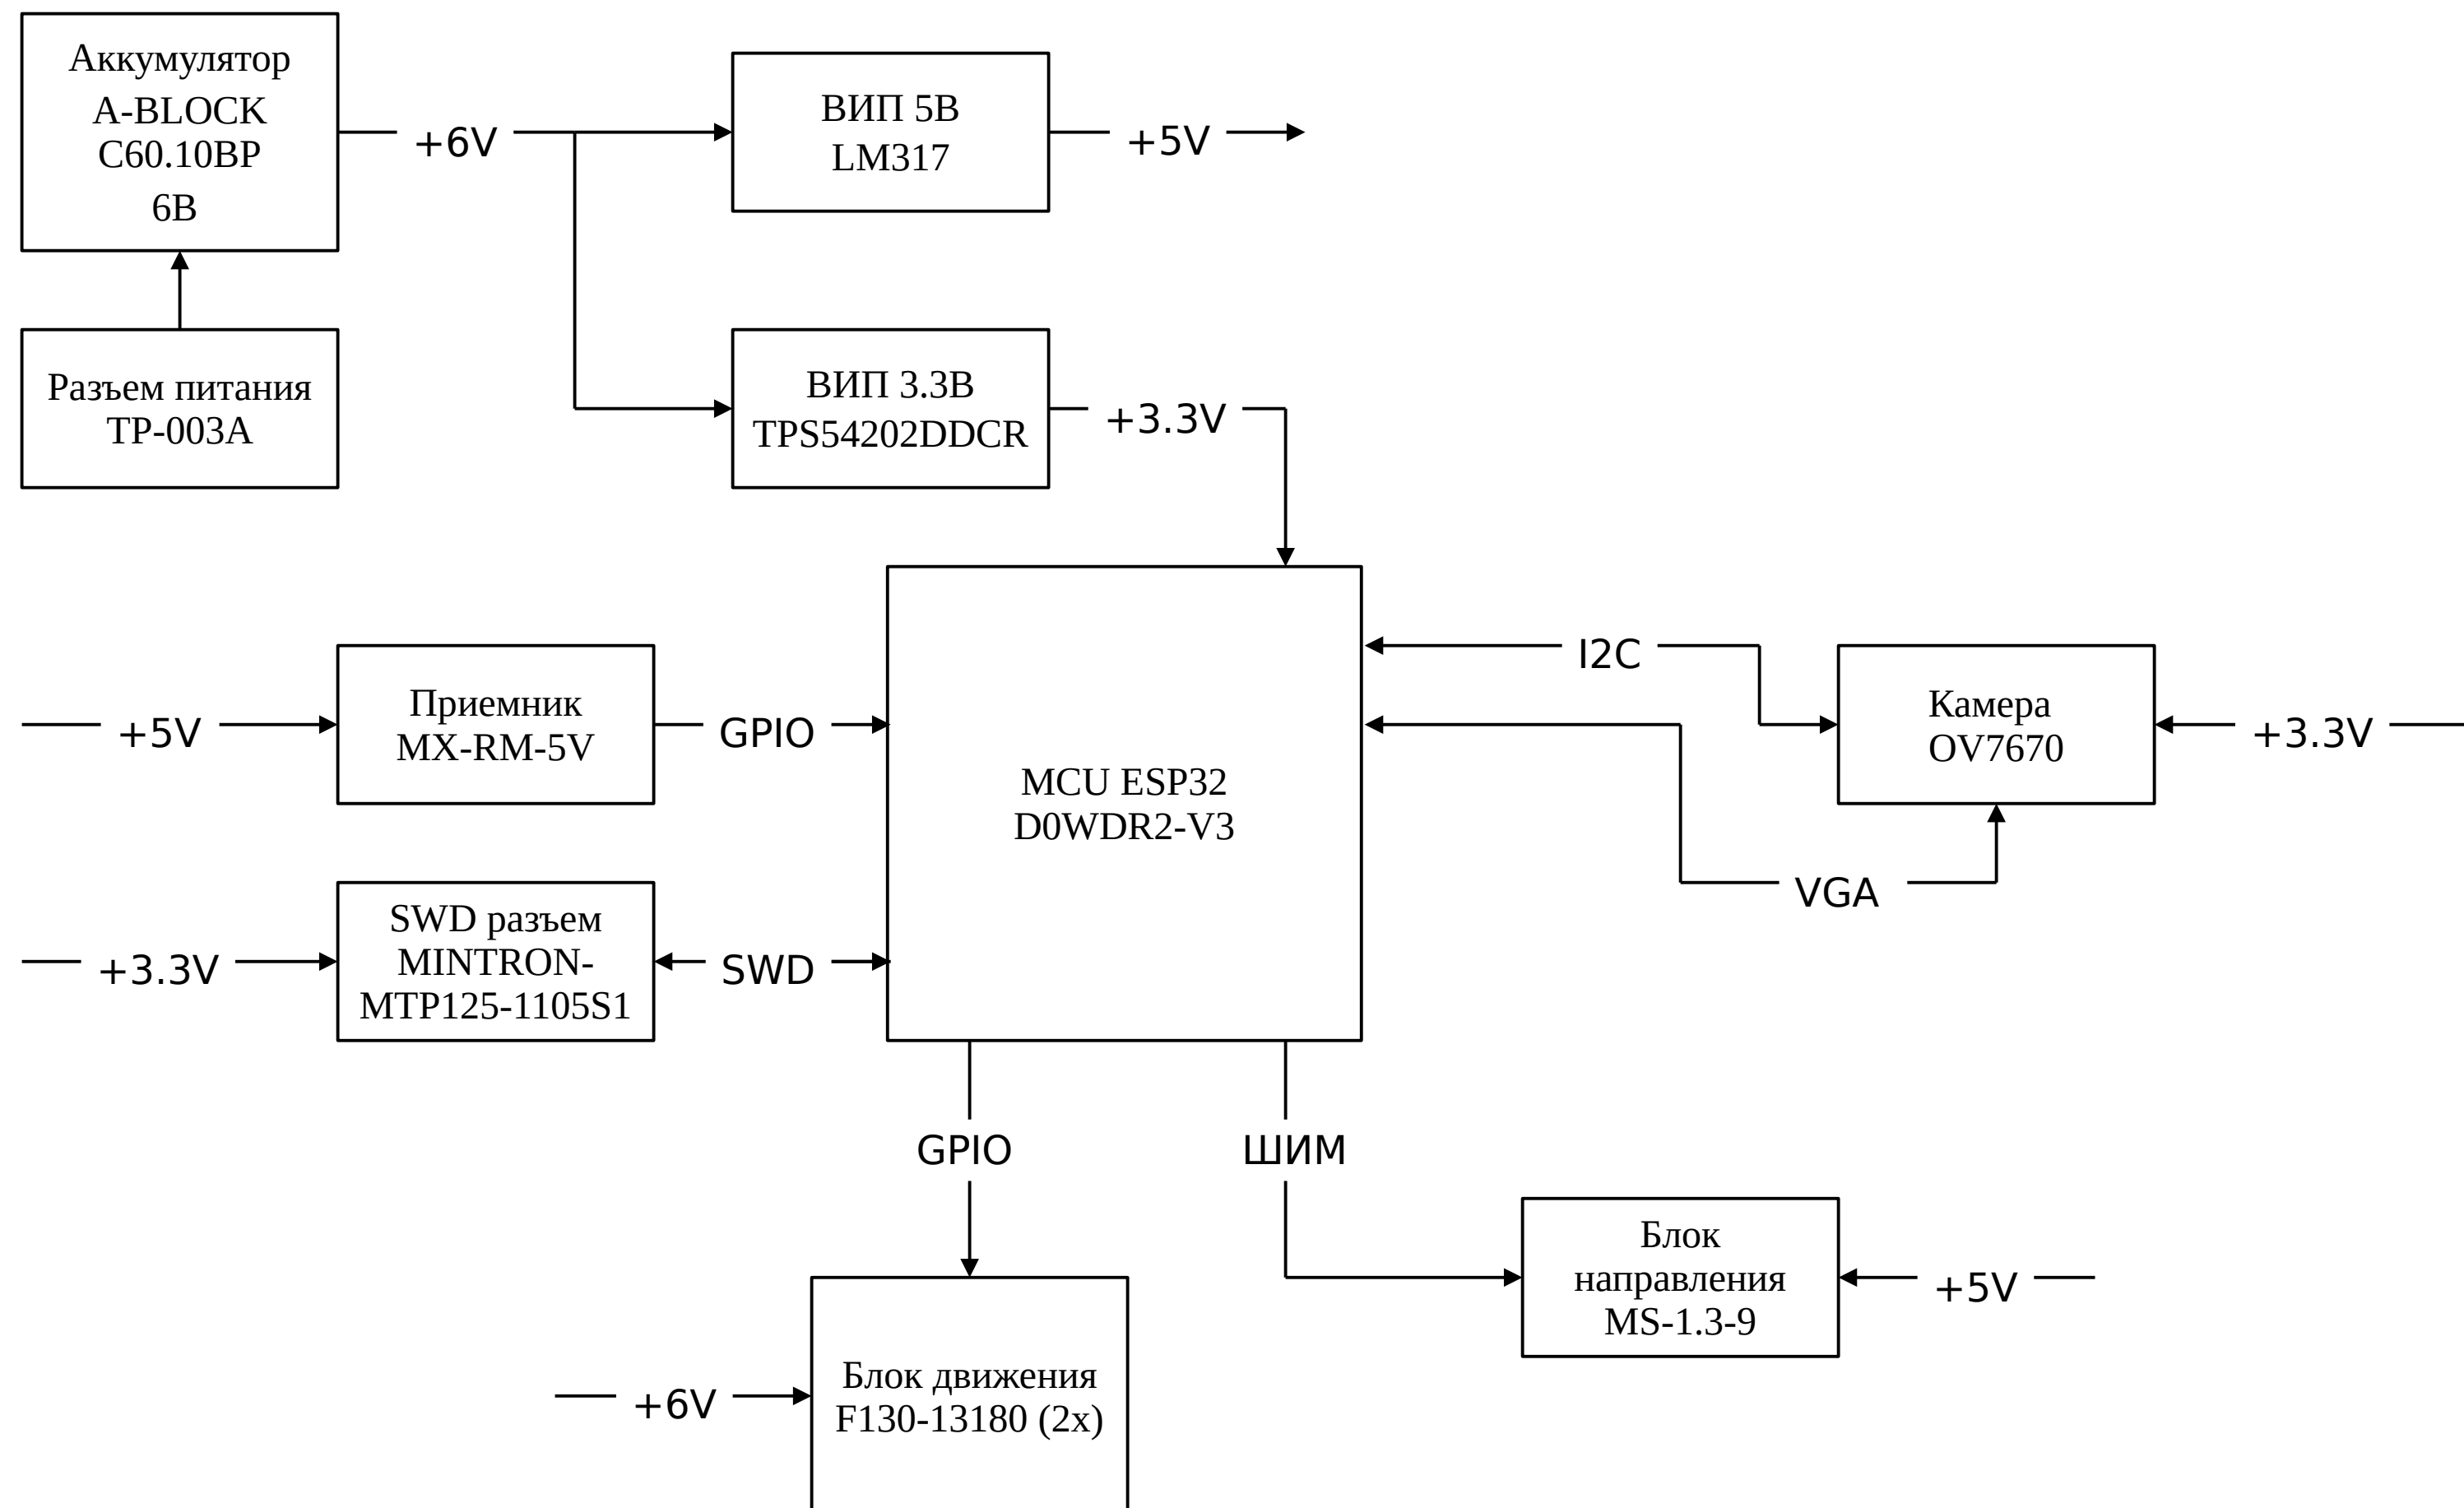 Аккумулятор
A-BLOCK
C60.10BP
6В
+6V
ВИП 5В
LM317
+5V
Разъем питания
TP-003A
ВИП 3.3В
TPS54202DDCR
+3.3V
+5V
Приемник
MX-RM-5V
GPIO
MCU ESP32
D0WDR2-V3
I2C
Камера
OV7670
+3.3V
VGA
+3.3V
SWD разъем
MINTRON-
MTP125-1105S1
SWD
GPIO
ШИМ
Блок
направления
MS-1.3-9
+5V
+6V
Блок движения
F130-13180 (2x)